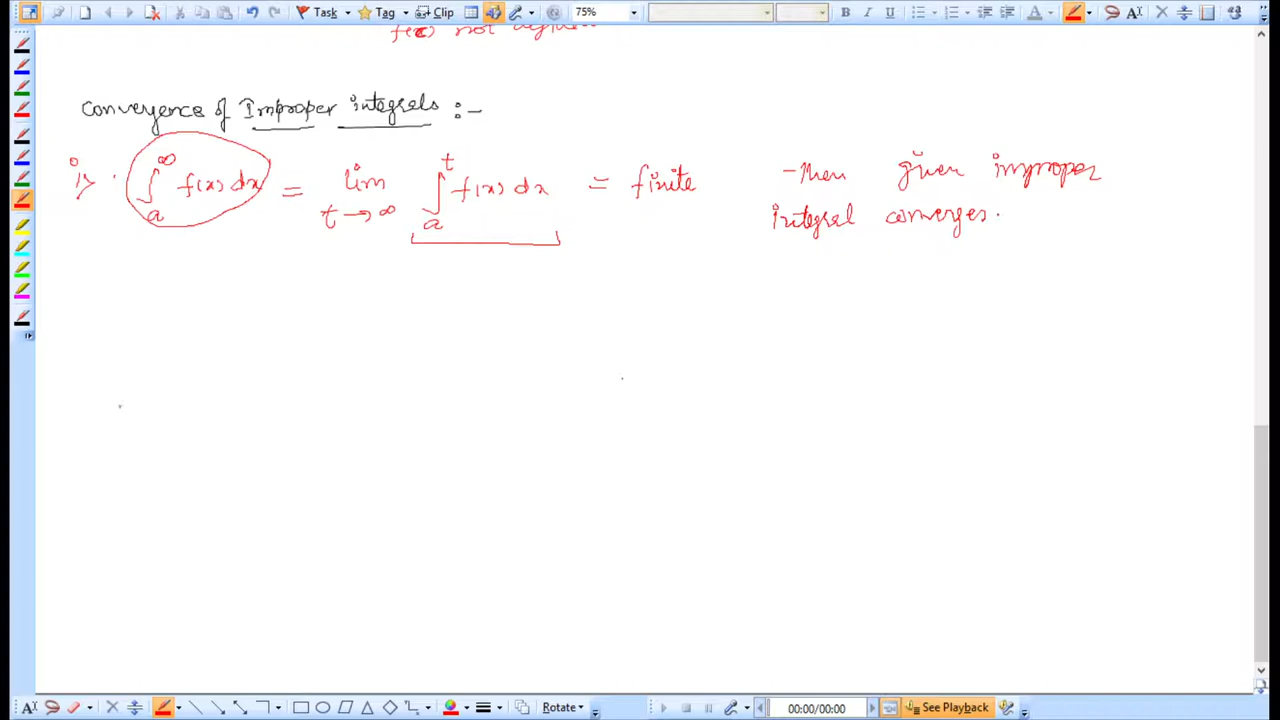 Task Tag Clip 75% B I U
f(x) not
Convergence of Improper integrals :-
i> ∫_a^∞ f(x) dx = lim_{t→∞} ∫_a^t f(x) dx = finite Then given improper
integral converges.
Rotate 00:00/00:00 See Playback